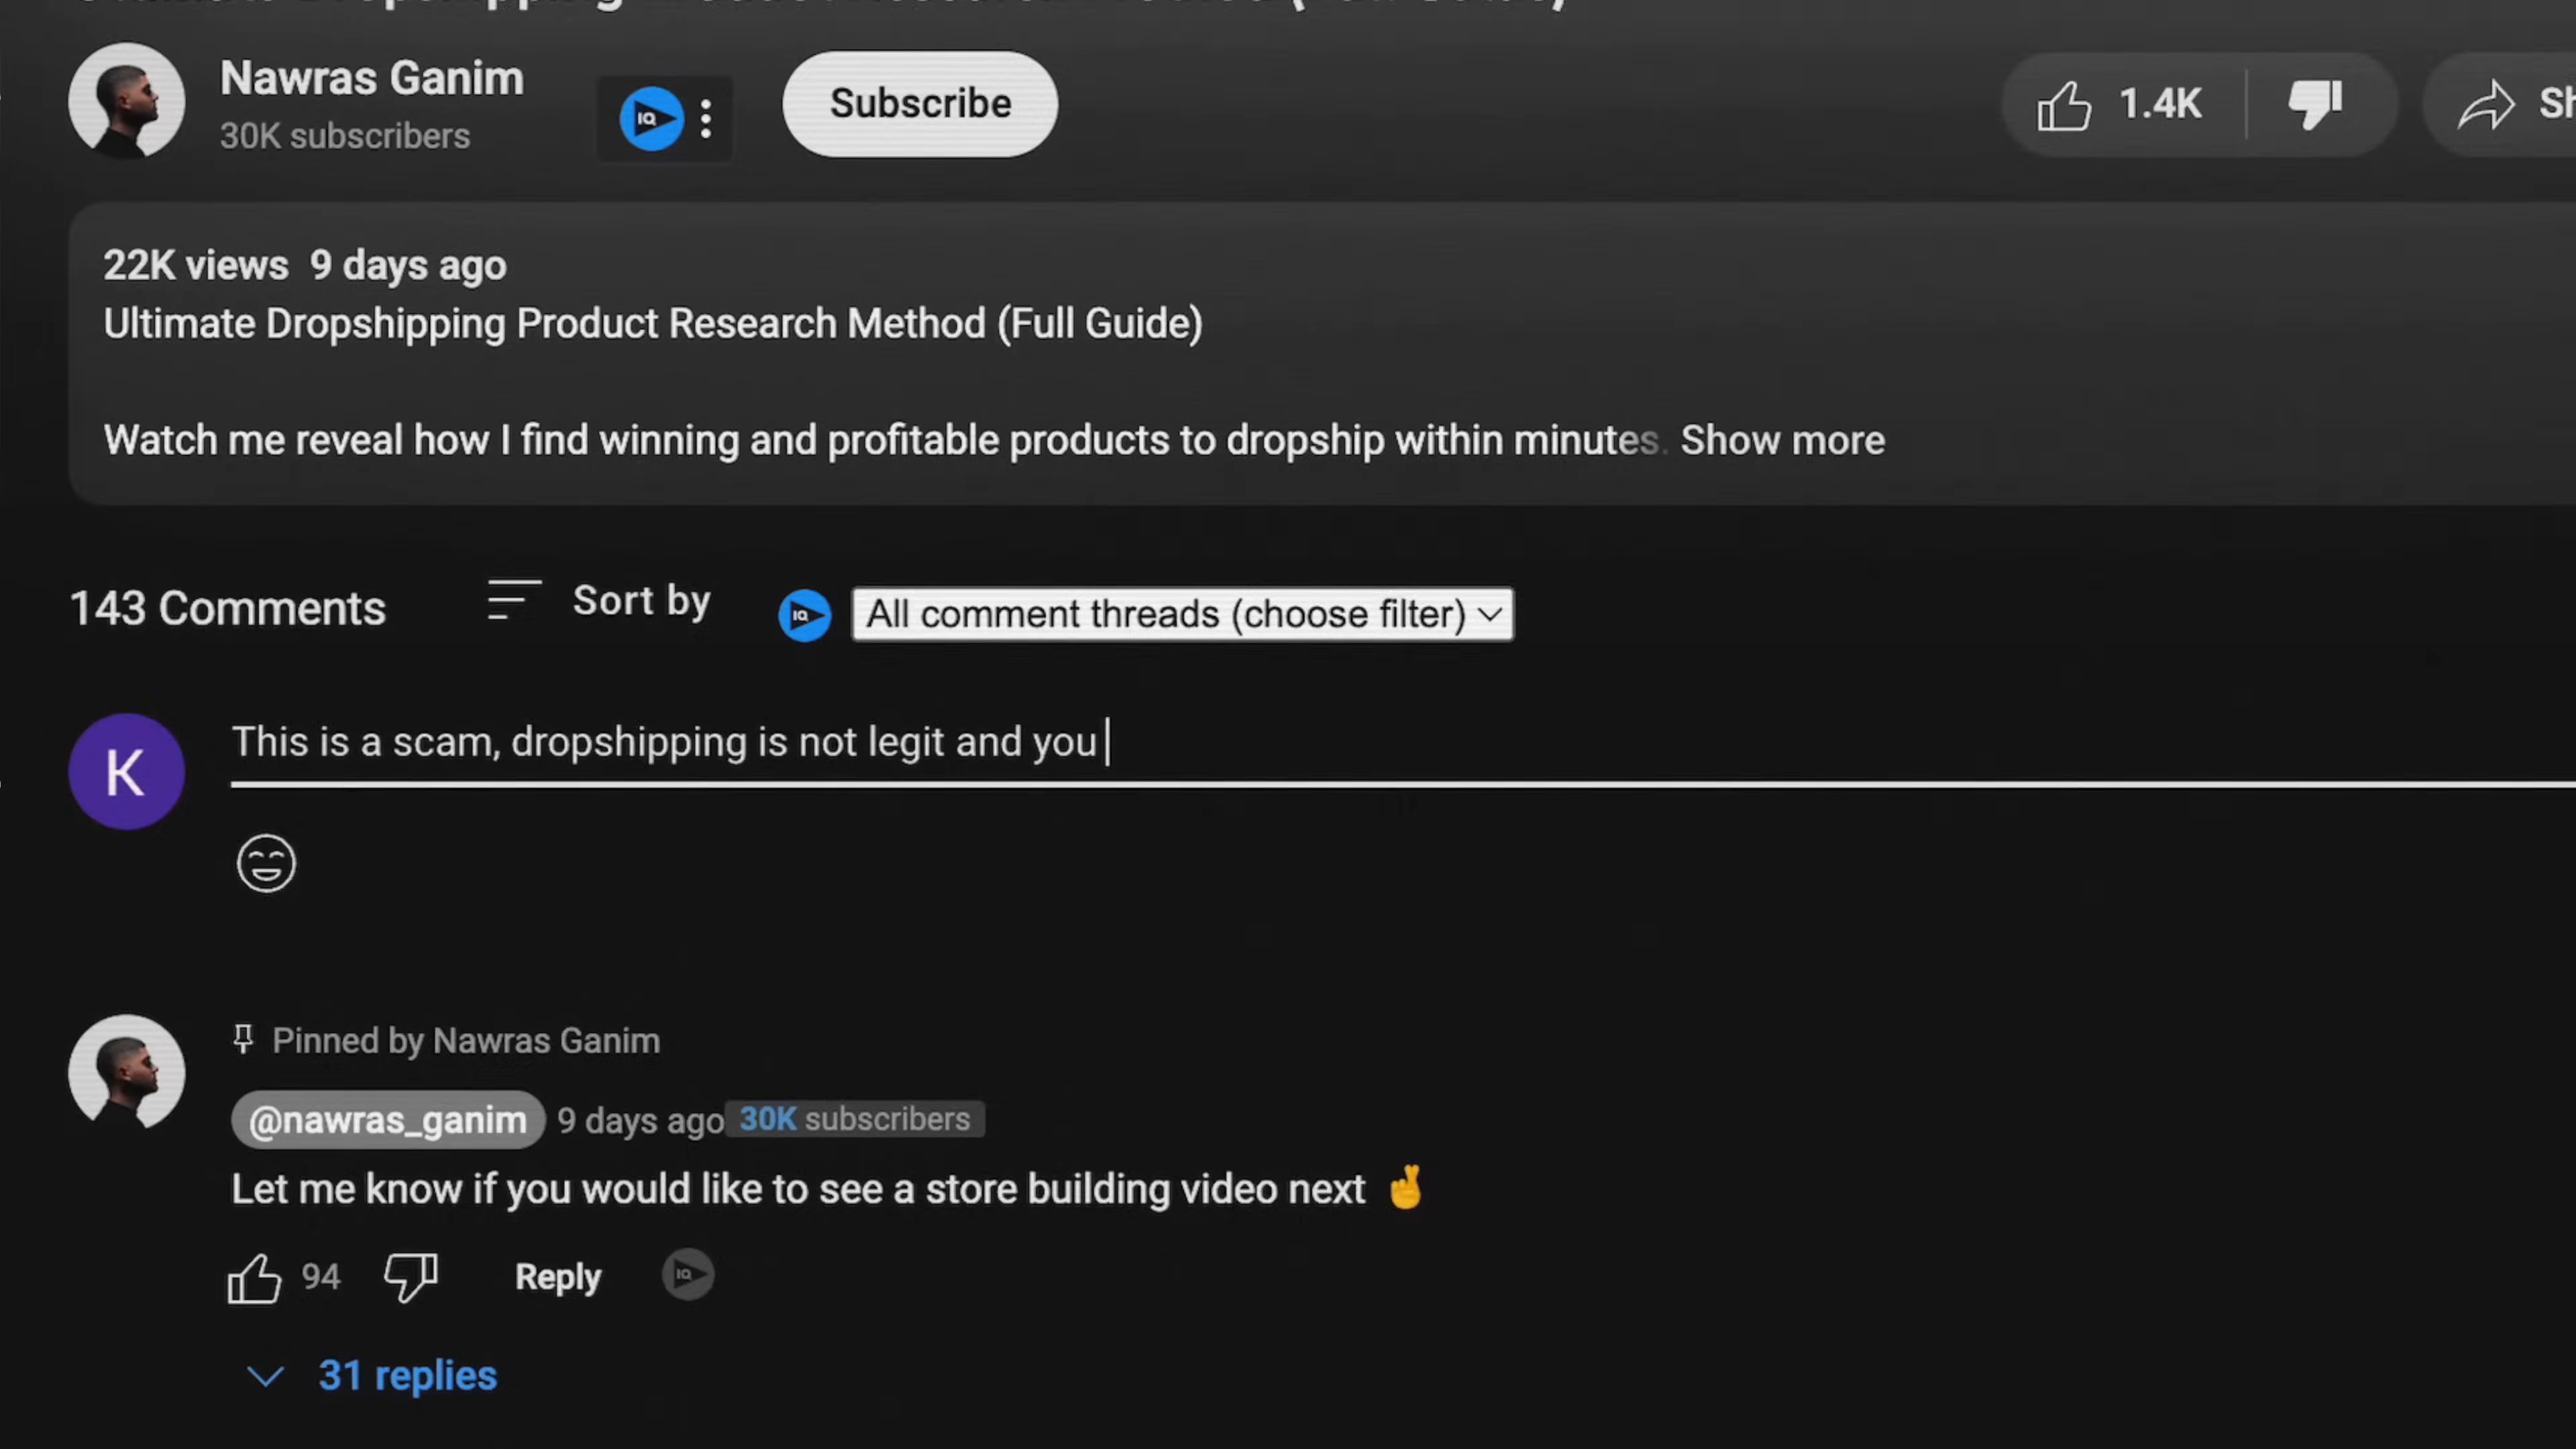 Nawras Ganim
30K subscribers
IQ
Subscribe
1.4K
22K views 9 days ago
Ultimate Dropshipping Product Research Method (Full Guide)
Watch me reveal how I find winning and profitable products to dropship within minutes. Show more
143 Comments
Sort by
IQ
All comment threads (choose filter)
K
This is a scam, dropshipping is not legit and you
Pinned by Nawras Ganim
@nawras_ganim 9 days ago 30K subscribers
Let me know if you would like to see a store building video next 🤞
94
Reply
IQ
31 replies